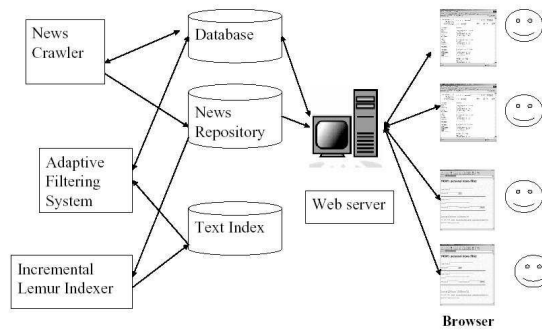 News
Crawler
Database
News
Repository
Adaptive
Filtering
System
Web server
Text Index
Incremental
Lemur Indexer
Browser